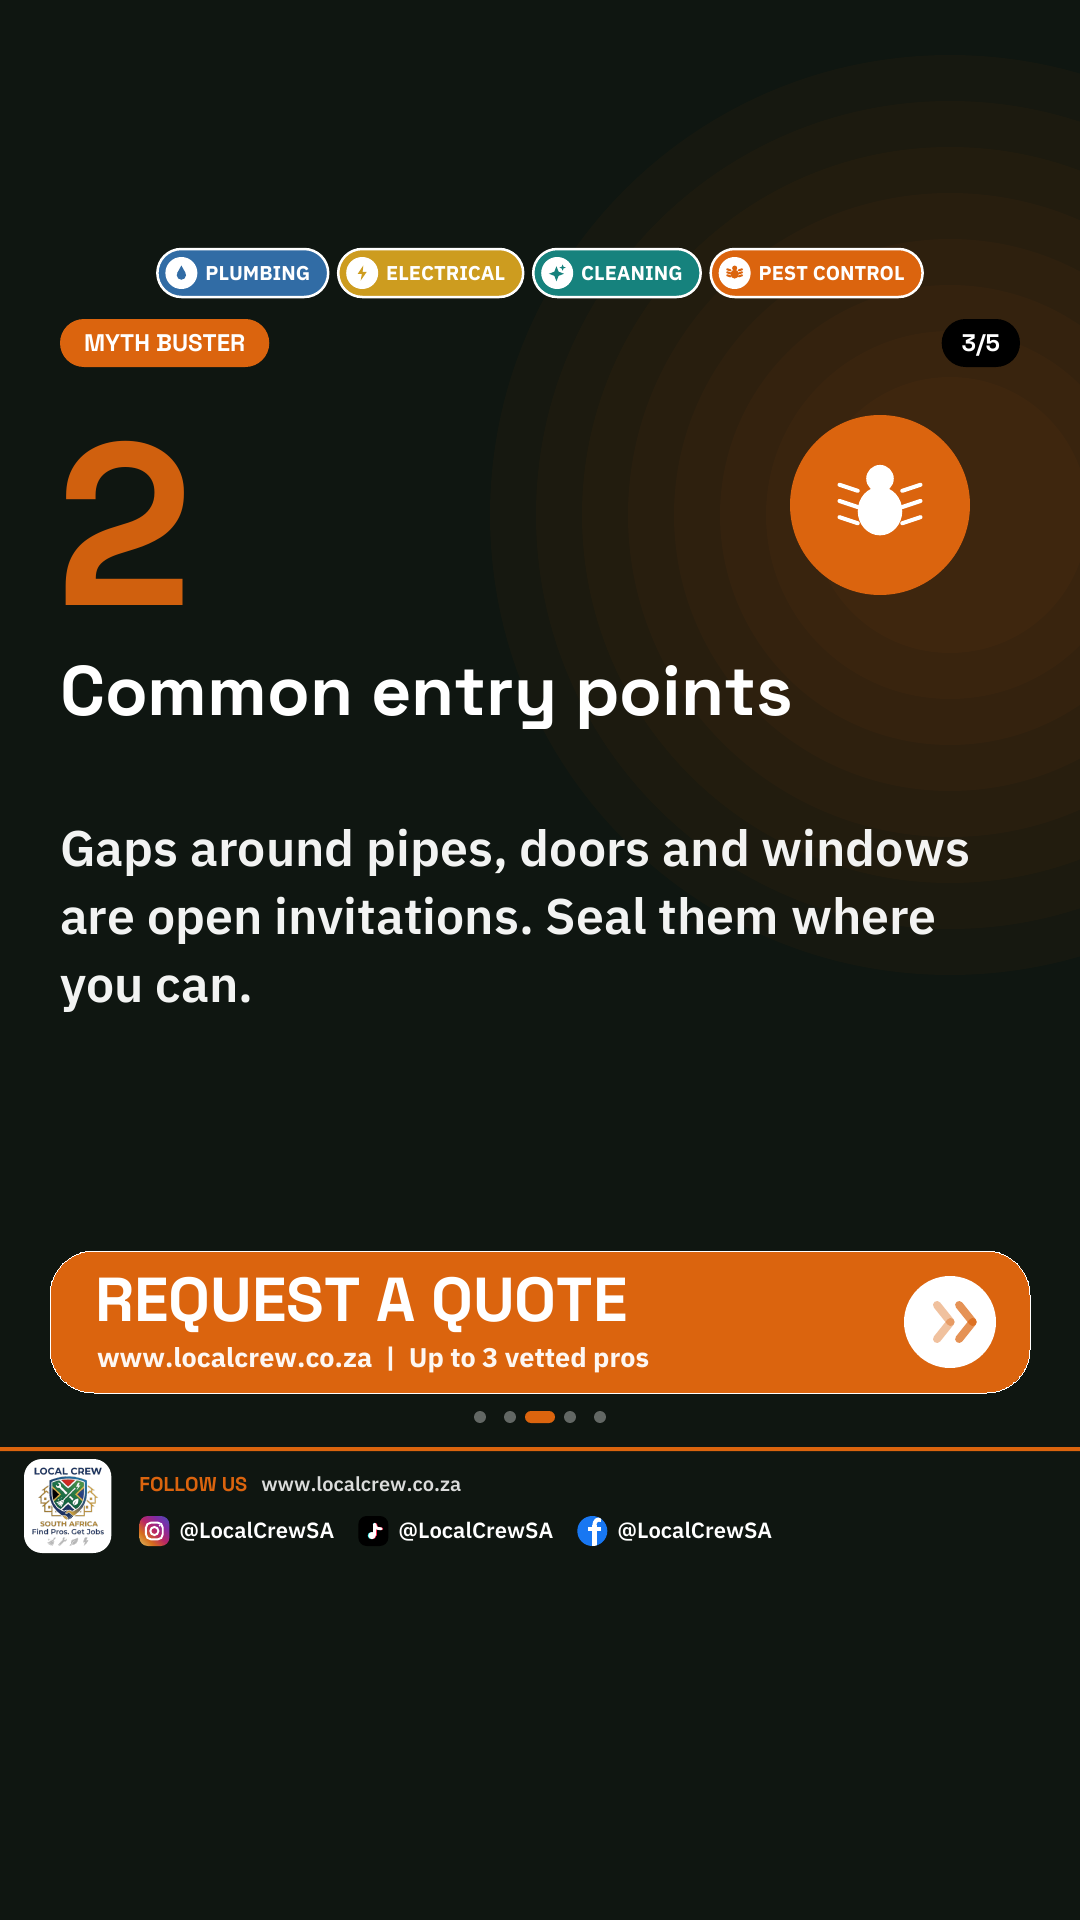 PLUMBING
ELECTRICAL
CLEANING
PEST CONTROL
MYTH BUSTER
3/5
2
Common entry points
Gaps around pipes, doors and windows
are open invitations. Seal them where
you can.
REQUEST A QUOTE
www.localcrew.co.za | Up to 3 vetted pros
LOCAL CREW
SOUTH AFRICA
Find Pros. Get Jobs
FOLLOW US www.localcrew.co.za
@LocalCrewSA @LocalCrewSA @LocalCrewSA